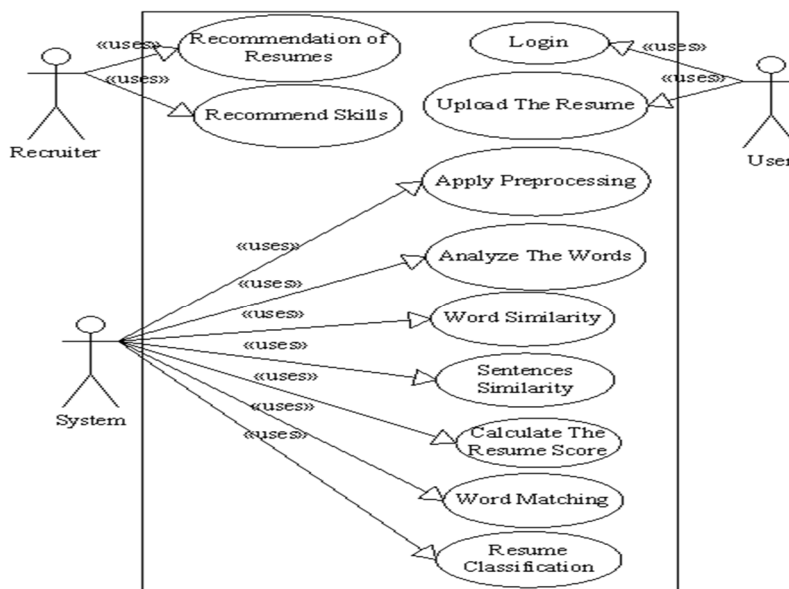 «uses»
Recommendation of
Resumes
Login
«uses»
«uses»
Recommend Skills
Upload The Resume
«uses»
Recruiter
User
Apply Preprocessing
«uses»
Analyze The Words
«uses»
«uses»
Word Similarity
«uses»
Sentences
Similarity
«uses»
«uses»
Calculate The
Resume Score
«uses»
System
Word Matching
Resume
Classification